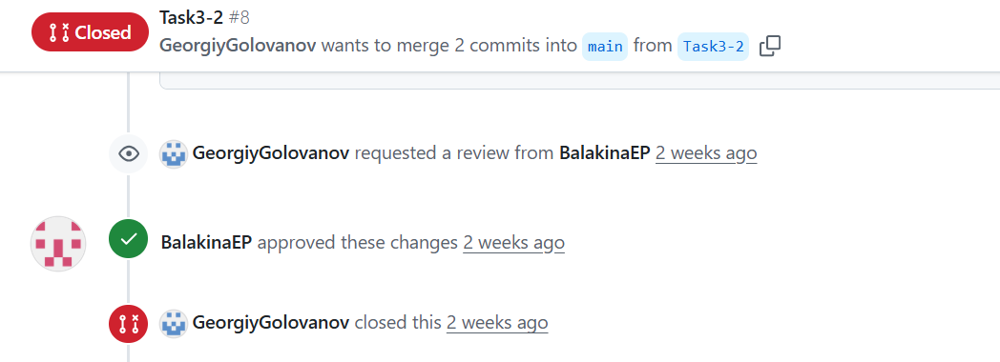 Closed
Task3-2 #8
GeorgiyGolovanov wants to merge 2 commits into main from Task3-2
GeorgiyGolovanov requested a review from BalakinaEP 2 weeks ago
BalakinaEP approved these changes 2 weeks ago
GeorgiyGolovanov closed this 2 weeks ago